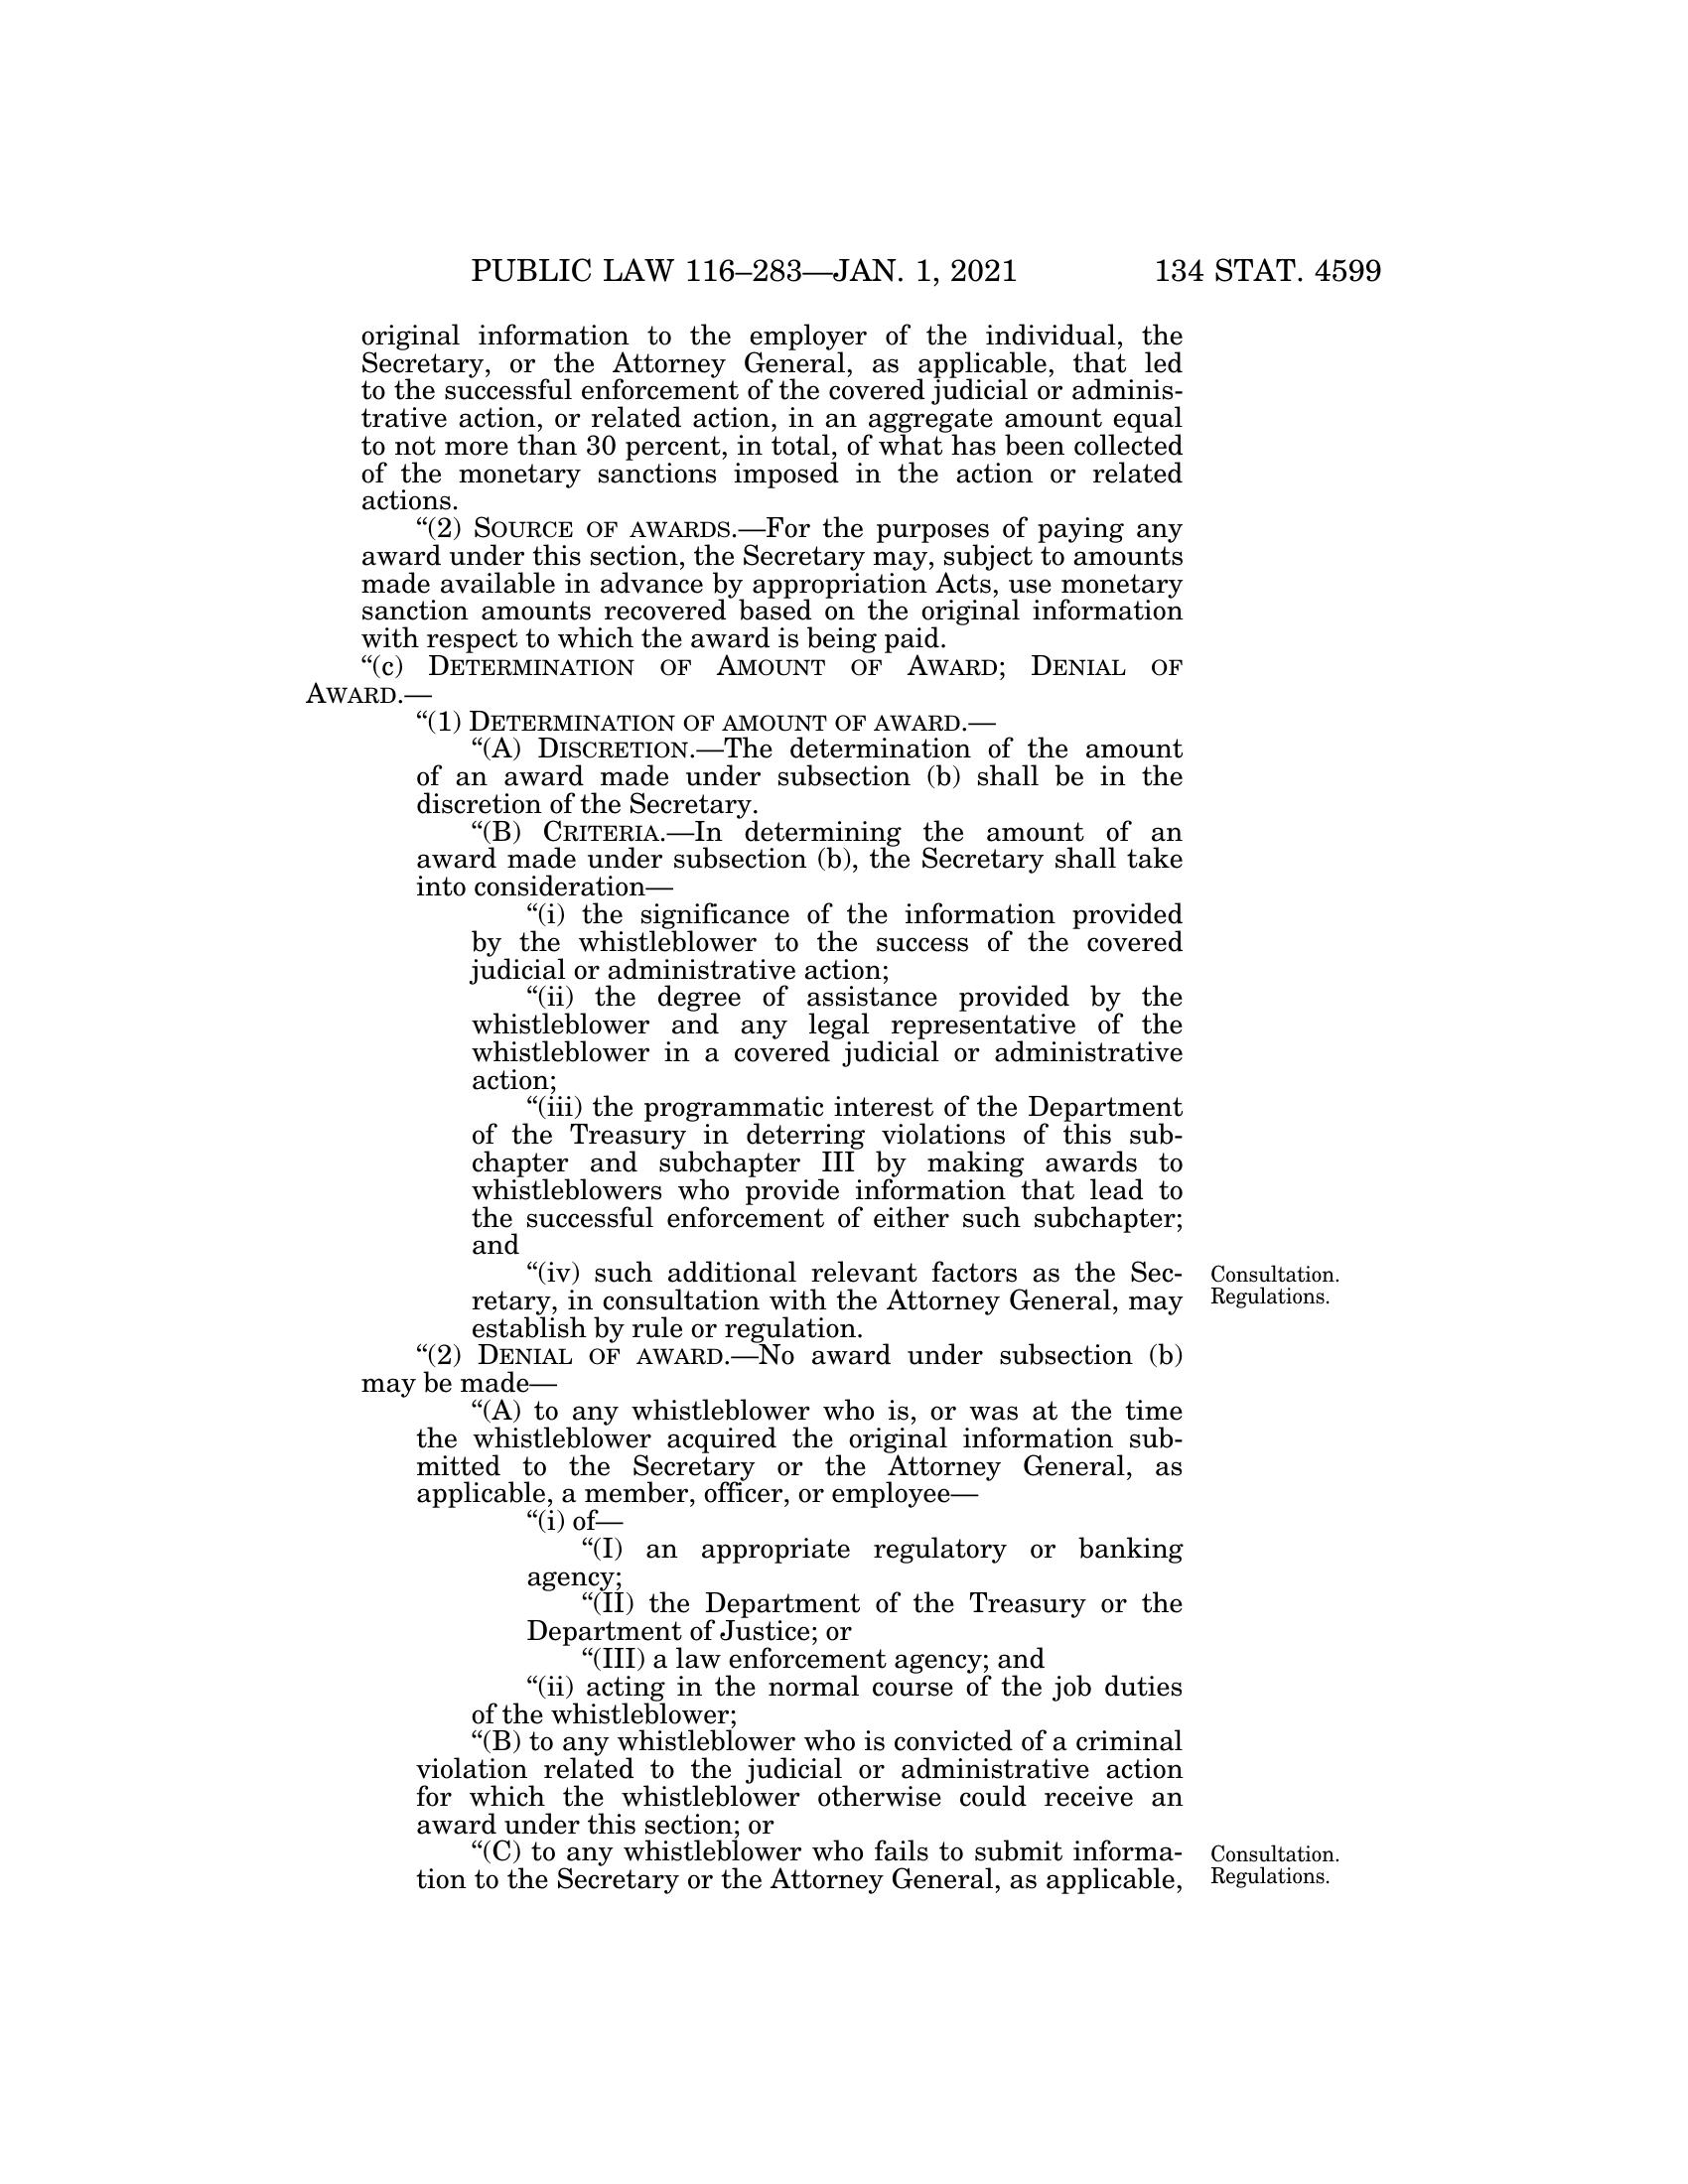 PUBLIC LAW 116–283—JAN. 1, 2021 134 STAT. 4599
original information to the employer of the individual, the
Secretary, or the Attorney General, as applicable, that led
to the successful enforcement of the covered judicial or adminis-
trative action, or related action, in an aggregate amount equal
to not more than 30 percent, in total, of what has been collected
of the monetary sanctions imposed in the action or related
actions.
“(2) SOURCE OF AWARDS.—For the purposes of paying any
award under this section, the Secretary may, subject to amounts
made available in advance by appropriation Acts, use monetary
sanction amounts recovered based on the original information
with respect to which the award is being paid.
“(c) DETERMINATION OF AMOUNT OF AWARD; DENIAL OF
AWARD.—
“(1) DETERMINATION OF AMOUNT OF AWARD.—
“(A) DISCRETION.—The determination of the amount
of an award made under subsection (b) shall be in the
discretion of the Secretary.
“(B) CRITERIA.—In determining the amount of an
award made under subsection (b), the Secretary shall take
into consideration—
“(i) the significance of the information provided
by the whistleblower to the success of the covered
judicial or administrative action;
“(ii) the degree of assistance provided by the
whistleblower and any legal representative of the
whistleblower in a covered judicial or administrative
action;
“(iii) the programmatic interest of the Department
of the Treasury in deterring violations of this sub-
chapter and subchapter III by making awards to
whistleblowers who provide information that lead to
the successful enforcement of either such subchapter;
and
“(iv) such additional relevant factors as the Sec-
retary, in consultation with the Attorney General, may
establish by rule or regulation.
Consultation.
Regulations.
“(2) DENIAL OF AWARD.—No award under subsection (b)
may be made—
“(A) to any whistleblower who is, or was at the time
the whistleblower acquired the original information sub-
mitted to the Secretary or the Attorney General, as
applicable, a member, officer, or employee—
“(i) of—
“(I) an appropriate regulatory or banking
agency;
“(II) the Department of the Treasury or the
Department of Justice; or
“(III) a law enforcement agency; and
“(ii) acting in the normal course of the job duties
of the whistleblower;
“(B) to any whistleblower who is convicted of a criminal
violation related to the judicial or administrative action
for which the whistleblower otherwise could receive an
award under this section; or
“(C) to any whistleblower who fails to submit informa-
tion to the Secretary or the Attorney General, as applicable,
Consultation.
Regulations.